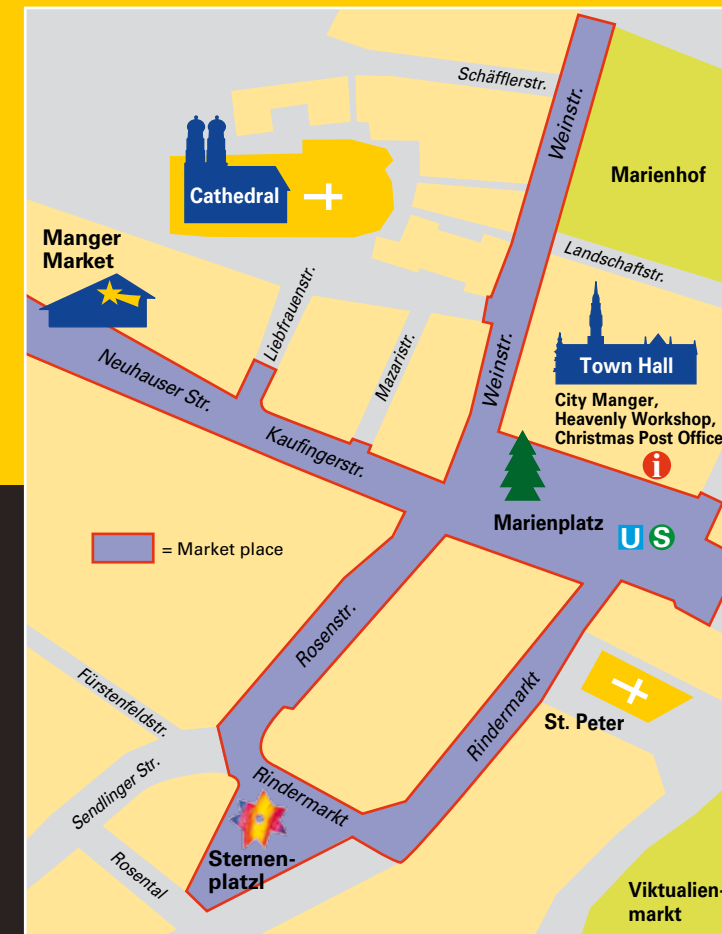 Schäfflerstr.
Weinstr.
Marienhof
Cathedral
Manger
Market
Landschaftstr.
Liebfrauenstr.
Mazaristr.
Neuhauser Str.
Weinstr.
Town Hall
City Manger,
Heavenly Workshop,
Christmas Post Office
i
Kaufingerstr.
Marienplatz
U S
= Market place
Rosenstr.
Fürstenfeldstr.
Rindermarkt
St. Peter
Sendlinger Str.
Rindermarkt
Rosental
Sternen-
platzl
Viktualien-
markt